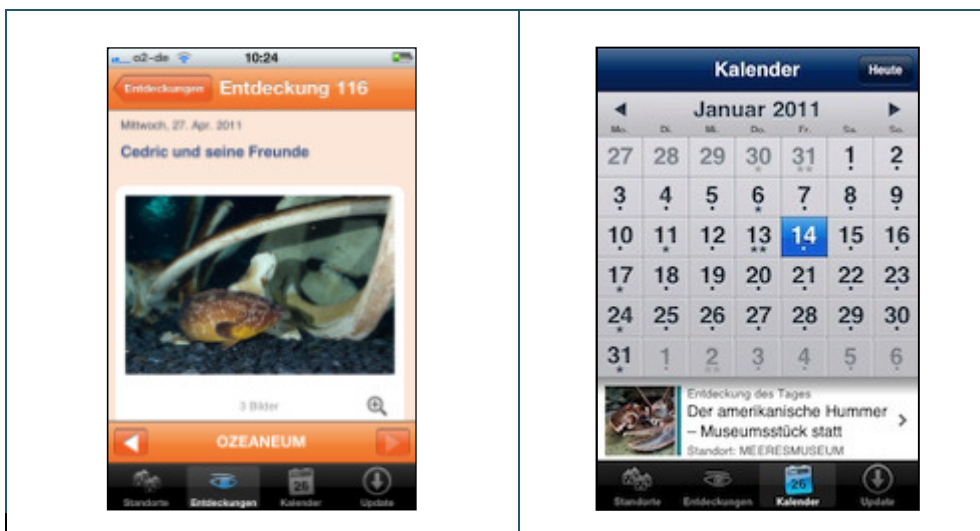 o2-de 10:24
Entdeckungen Entdeckung 116
Mittwoch, 27. Apr. 2011
Cedric und seine Freunde
3 Bilder
OZEANEUM
Standorte Entdeckungen Kalender Update
26
Kalender Heute
Januar 2011
Mo. Di. Mi. Do. Fr. Sa. So.
27 28 29 30 31 1 2
3 4 5 6 7 8 9
10 11 12 13 14 15 16
17 18 19 20 21 22 23
24 25 26 27 28 29 30
31 1 2 3 4 5 6
Entdeckung des Tages
Der amerikanische Hummer
– Museumsstück statt
Standort: MEERESMUSEUM
26
Standorte Entdeckungen Kalender Update